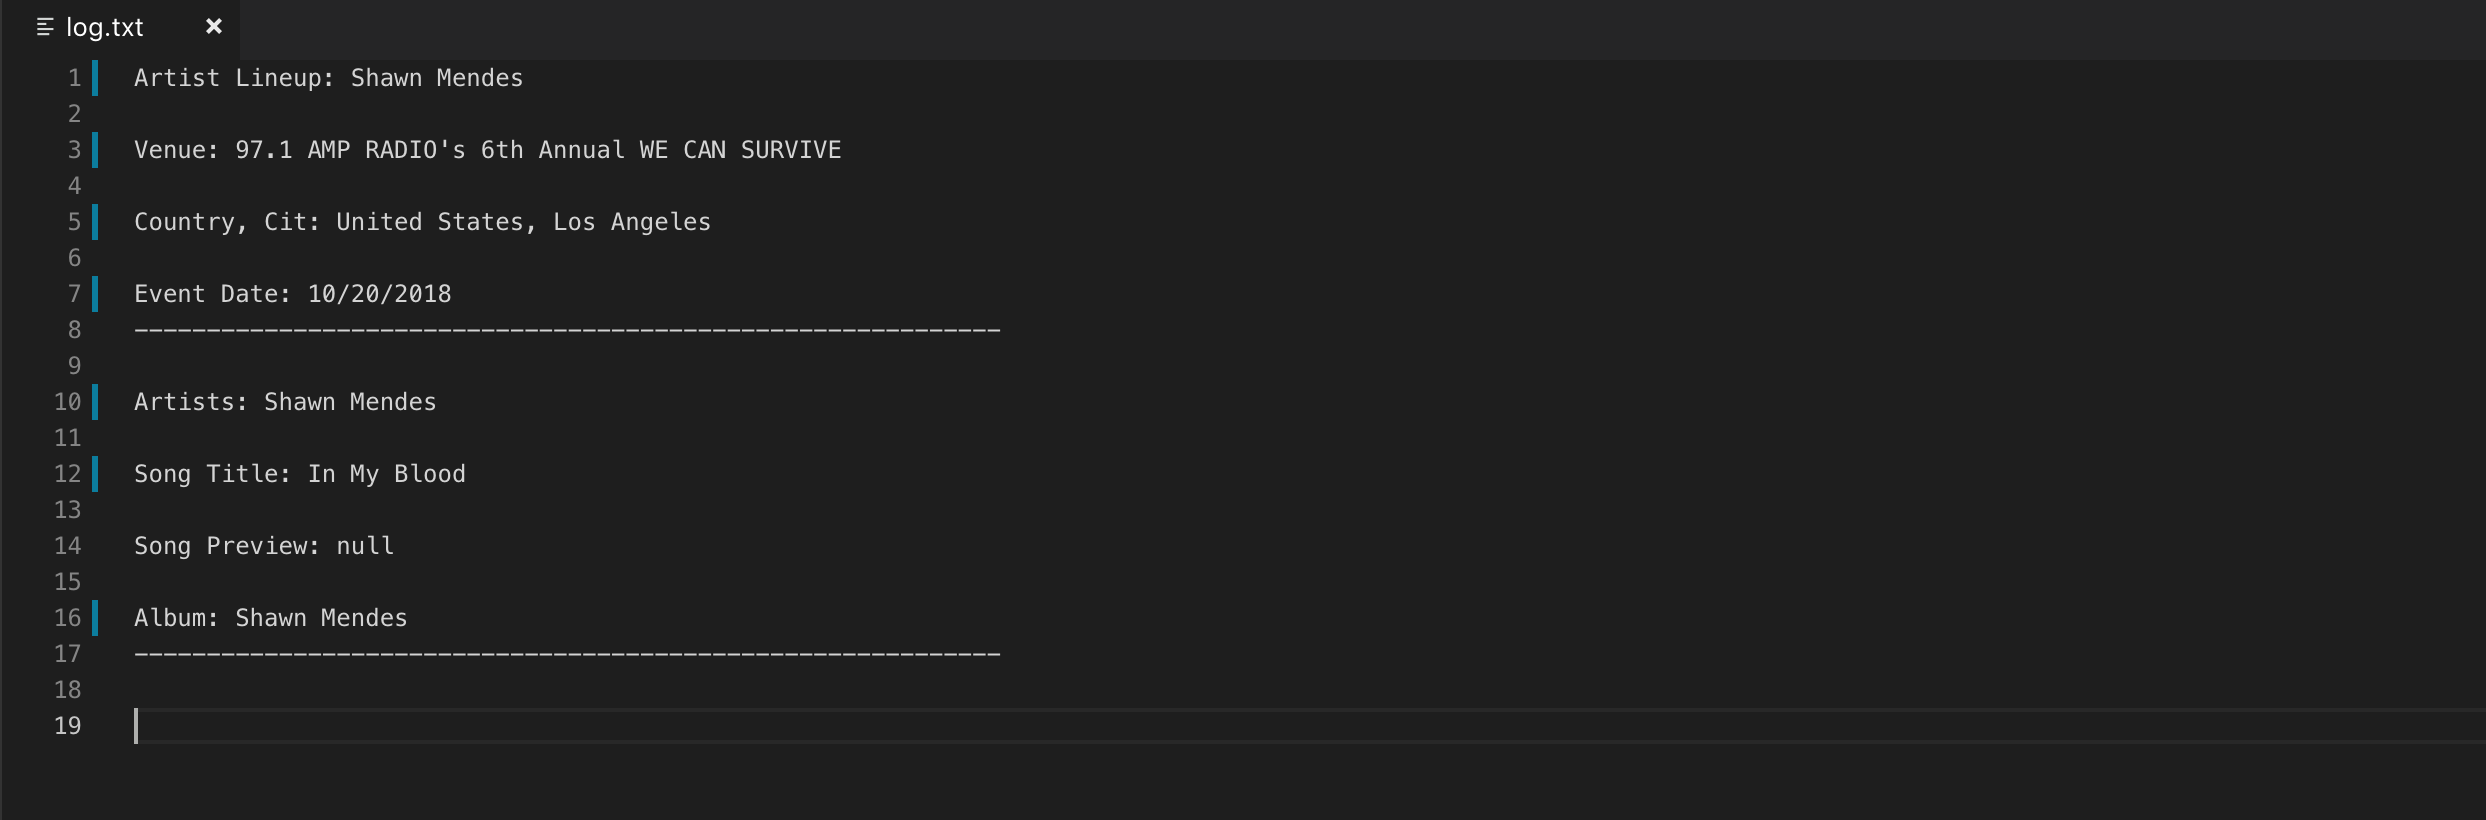 log.txt
1 Artist Lineup: Shawn Mendes
2
3 Venue: 97.1 AMP RADIO's 6th Annual WE CAN SURVIVE
4
5 Country, Cit: United States, Los Angeles
6
7 Event Date: 10/20/2018
8 ------------------------------------------------------------
9
10 Artists: Shawn Mendes
11
12 Song Title: In My Blood
13
14 Song Preview: null
15
16 Album: Shawn Mendes
17 ------------------------------------------------------------
18
19